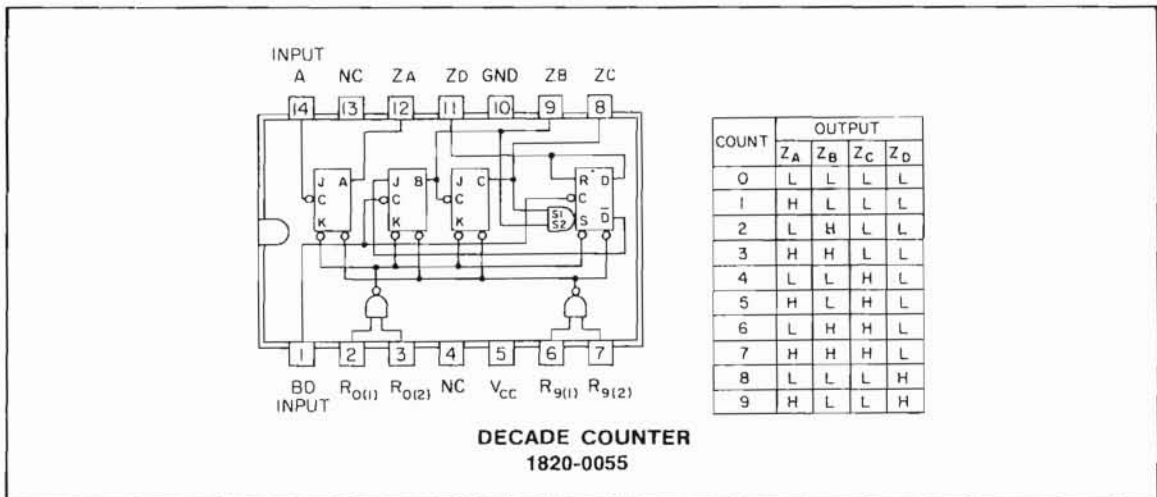 INPUT
A NC ZA ZD GND ZB ZC
14 13 12 11 10 9 8
J A J B J C R D
C C C C
K K K S D̅
S1
S2
1 2 3 4 5 6 7
BD R0(1) R0(2) NC VCC R9(1) R9(2)
INPUT
COUNT OUTPUT
ZA ZB ZC ZD
0 L L L L
1 H L L L
2 L H L L
3 H H L L
4 L L H L
5 H L H L
6 L H H L
7 H H H L
8 L L L H
9 H L L H
DECADE COUNTER
1820-0055